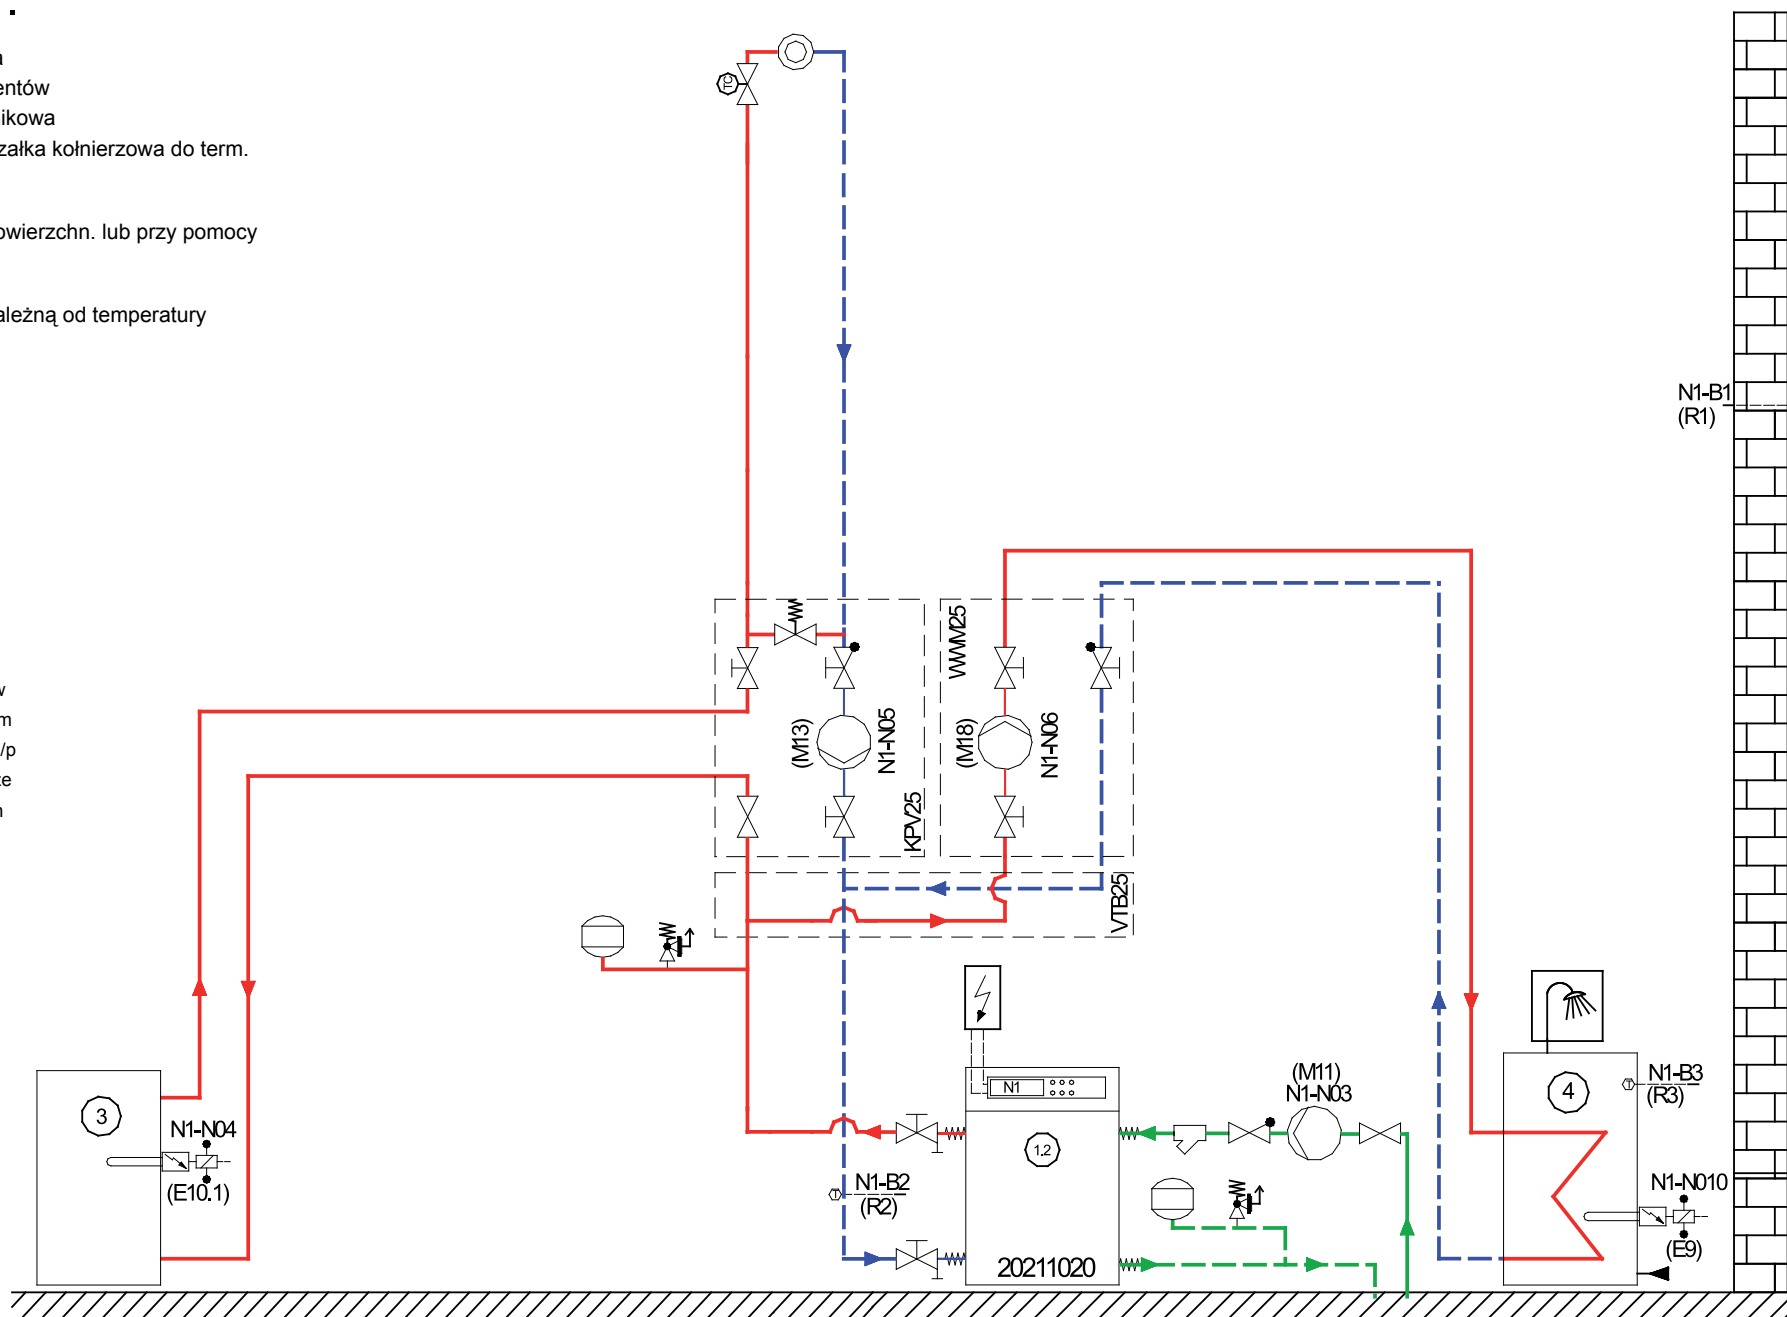 entów
ikowa
załka kołnierzowa do term.
owierzchn. lub przy pomocy
ależną od temperatury
TC
N1-B1
(R1)
w
m
/p
te
n
WWM25
(M13)
N1-N05
(M18)
N1-N06
KPV25
VTB25
N1
(M11)
N1-N03
3
N1-N04
(E10.1)
1.2
N1-B2
(R2)
20211020
4
N1-B3
(R3)
N1-N010
(E9)
T
T